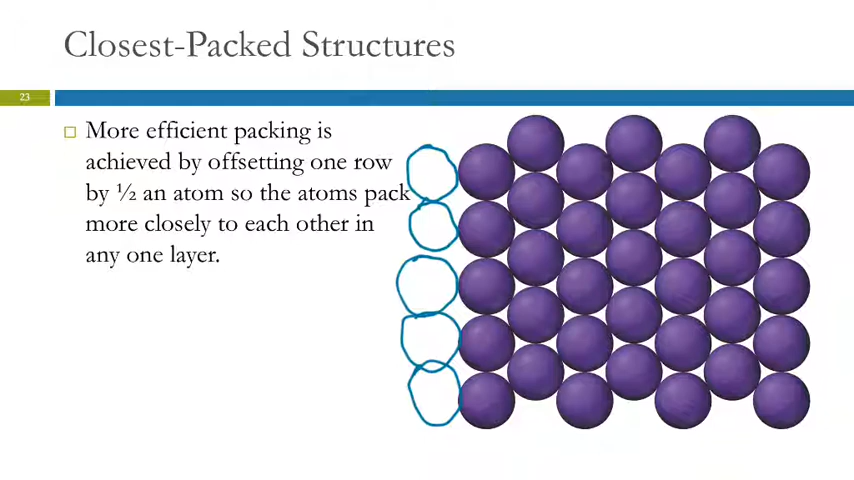 Closest-Packed Structures
23
□ More efficient packing is
achieved by offsetting one row
by ½ an atom so the atoms pack
more closely to each other in
any one layer.